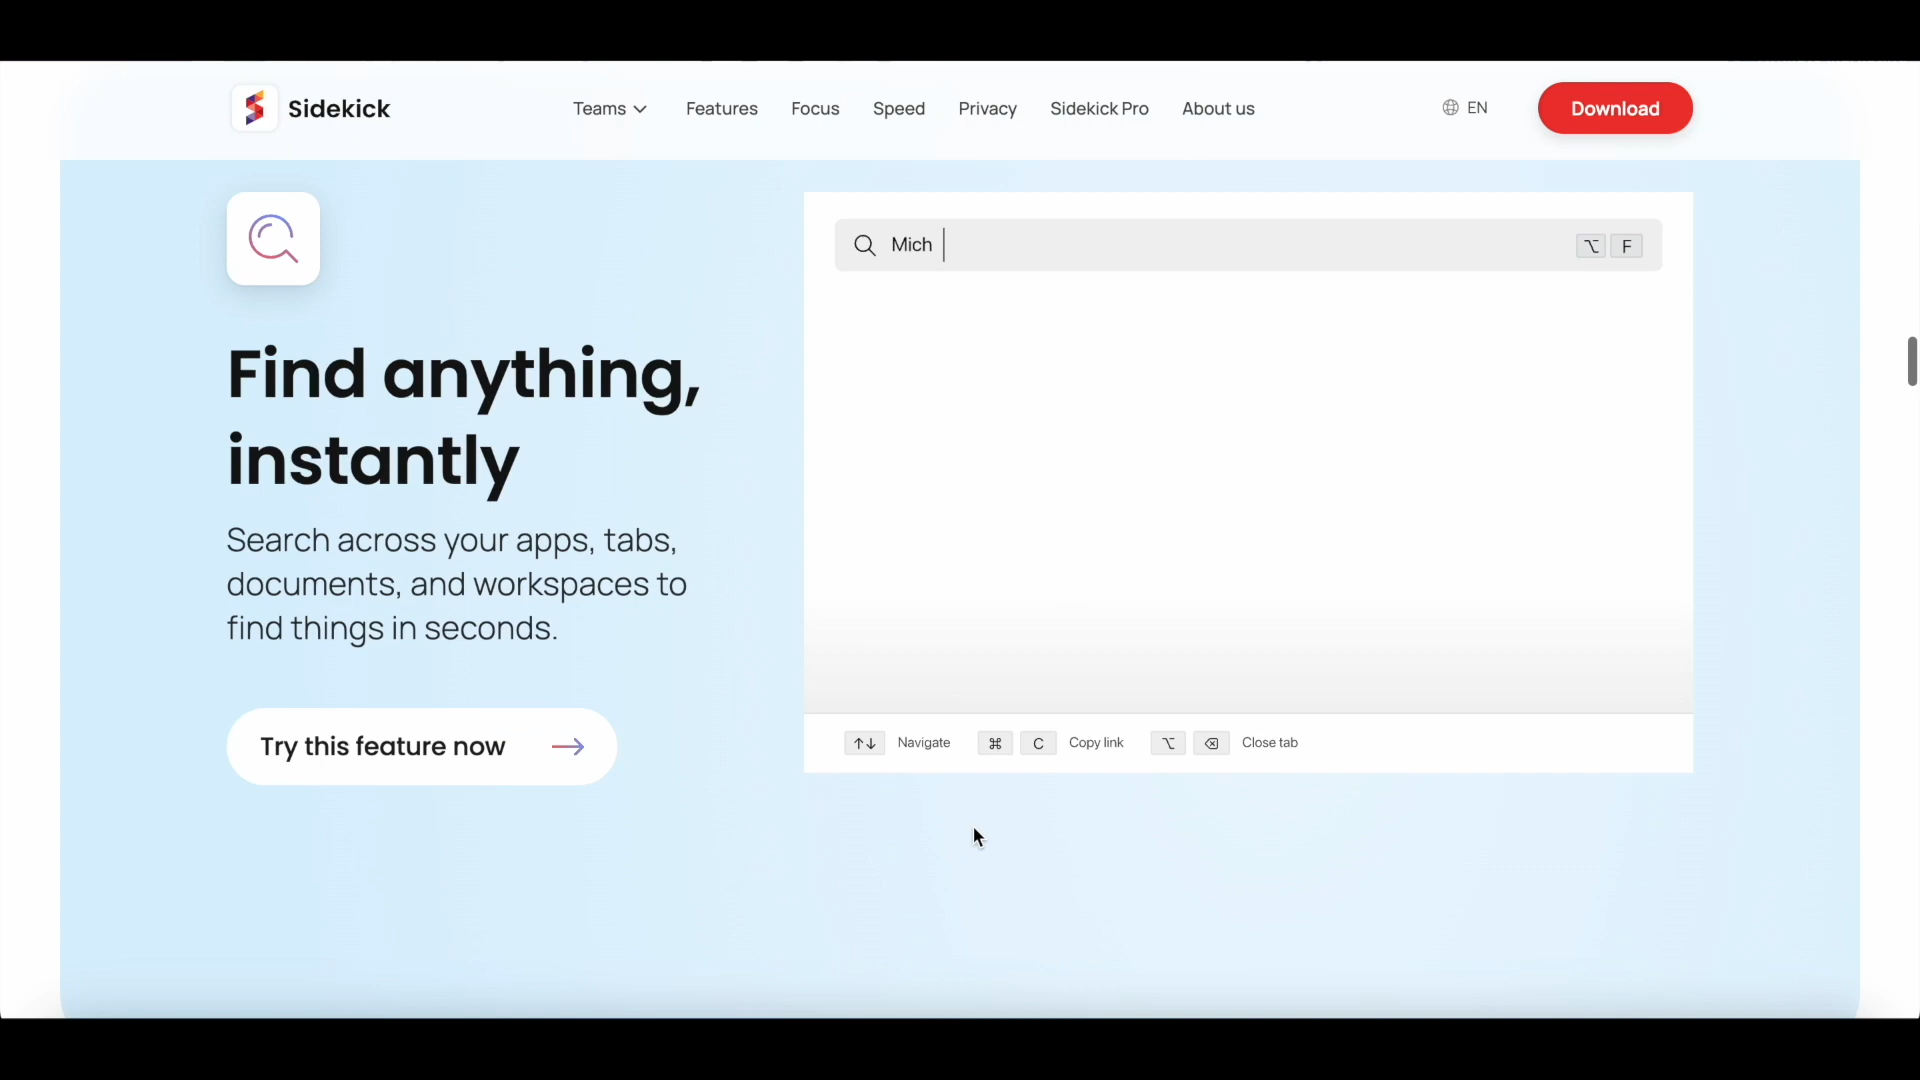 Sidekick
Teams
Features
Focus
Speed
Privacy
Sidekick Pro
About us
EN
Download
Find anything,
instantly
Search across your apps, tabs,
documents, and workspaces to
find things in seconds.
Try this feature now
Mich
⌥ F
↑↓ Navigate
⌘ C Copy link
⌥ ⌫ Close tab